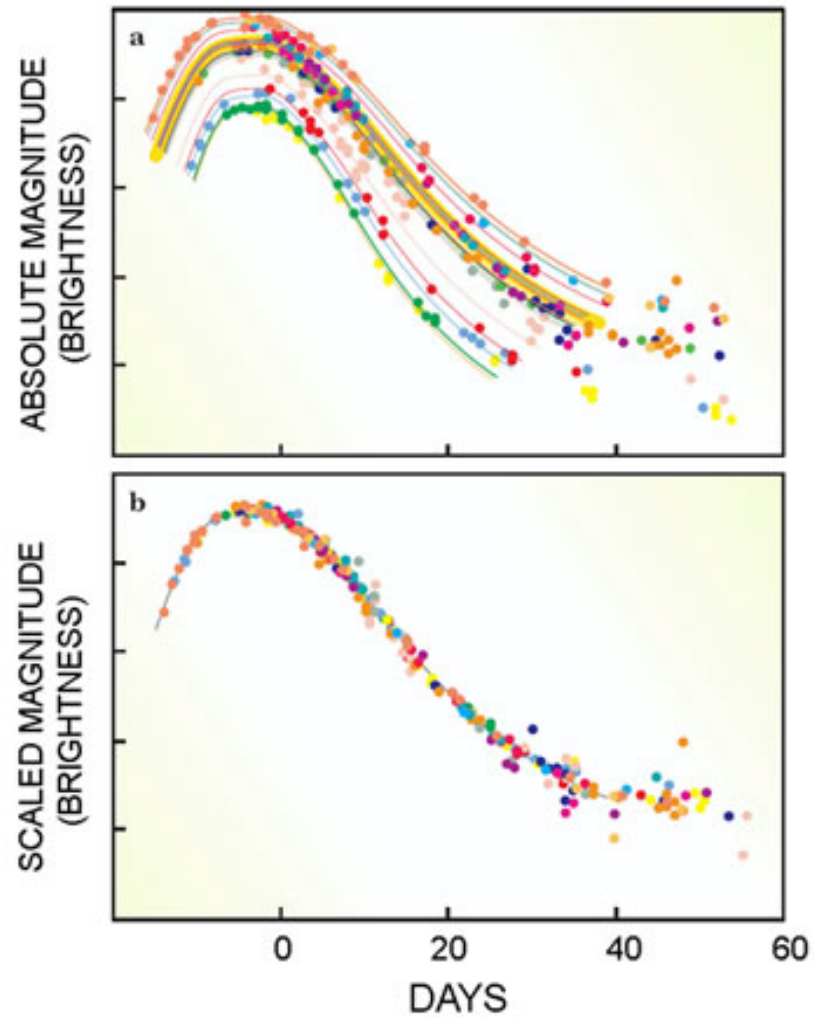 a
ABSOLUTE MAGNITUDE
(BRIGHTNESS)
b
SCALED MAGNITUDE
(BRIGHTNESS)
0 20 40 60
DAYS